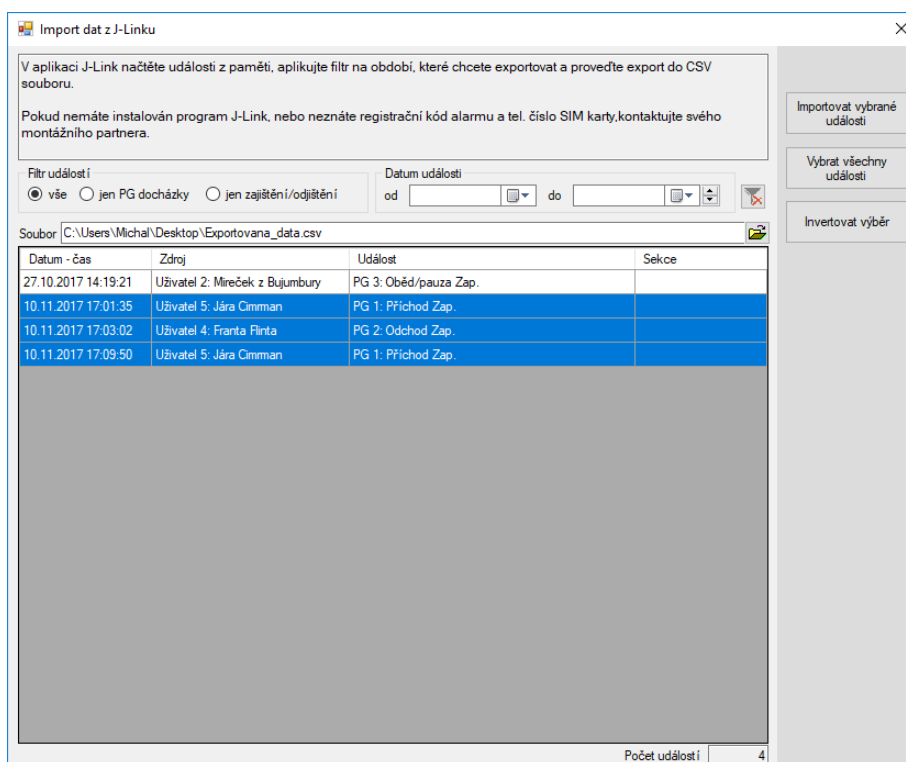 Import dat z J-Linku
V aplikaci J-Link načtěte události z paměti, aplikujte filtr na období, které chcete exportovat a proveďte export do CSV
souboru.
Pokud nemáte instalován program J-Link, nebo neznáte registrační kód alarmu a tel. číslo SIM karty,kontaktujte svého
montážního partnera.
Importovat vybrané
události
Vybrat všechny
události
Invertovat výběr
Filtr událostí
vše jen PG docházky jen zajištění/odjištění
Datum události
od do
Soubor C:\Users\Michal\Desktop\Exportovana_data.csv
Datum - čas Zdroj Událost Sekce
27.10.2017 14:19:21 Uživatel 2: Mireček z Bujumbury PG 3: Oběd/pauza Zap.
10.11.2017 17:01:35 Uživatel 5: Jára Cimrman PG 1: Příchod Zap.
10.11.2017 17:03:02 Uživatel 4: Franta Flinta PG 2: Odchod Zap.
10.11.2017 17:09:50 Uživatel 5: Jára Cimrman PG 1: Příchod Zap.
Počet událostí 4